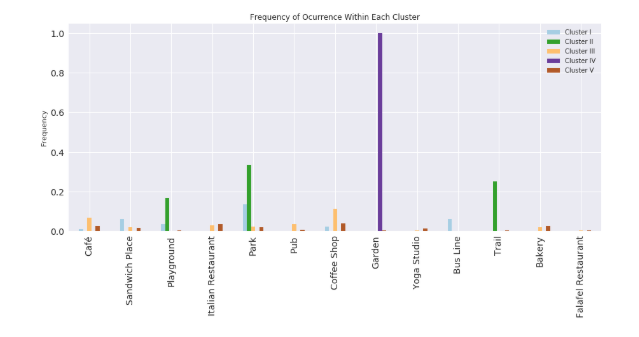 Frequency of Ocurrence Within Each Cluster
Cluster I
Cluster II
Cluster III
Cluster IV
Cluster V
Frequency
1.0
0.8
0.6
0.4
0.2
0.0
Café
Sandwich Place
Playground
Italian Restaurant
Park
Pub
Coffee Shop
Garden
Yoga Studio
Bus Line
Trail
Bakery
Falafel Restaurant